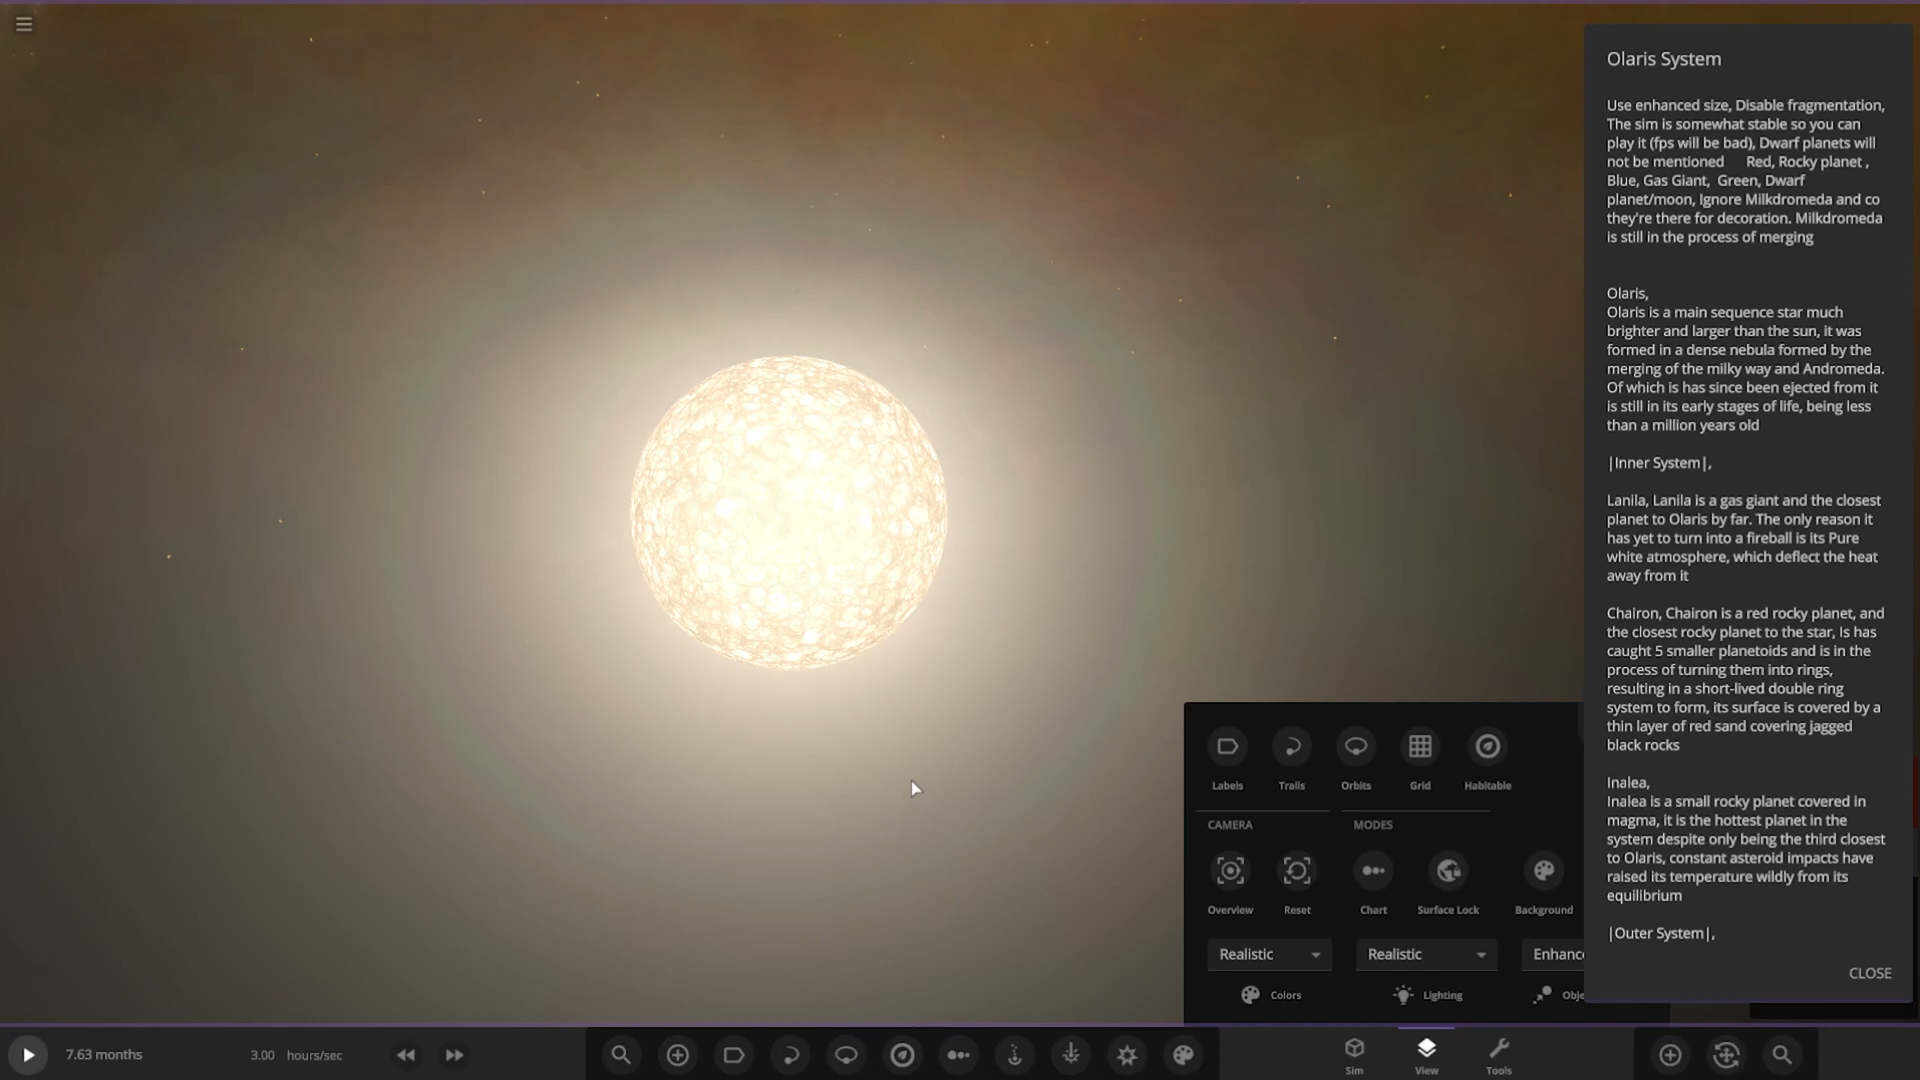 Olaris System
Use enhanced size, Disable fragmentation,
The sim is somewhat stable so you can
play it (fps will be bad), Dwarf planets will
not be mentioned Red, Rocky planet ,
Blue, Gas Giant, Green, Dwarf
planet/moon, Ignore Milkdromeda and co
they're there for decoration. Milkdromeda
is still in the process of merging
Olaris,
Olaris is a main sequence star much
brighter and larger than the sun, it was
formed in a dense nebula formed by the
merging of the milky way and Andromeda.
Of which is has since been ejected from it
is still in its early stages of life, being less
than a million years old
|Inner System|,
Lanila, Lanila is a gas giant and the closest
planet to Olaris by far. The only reason it
has yet to turn into a fireball is its Pure
white atmosphere, which deflect the heat
away from it
Chairon, Chairon is a red rocky planet, and
the closest rocky planet to the star, Is has
caught 5 smaller planetoids and is in the
process of turning them into rings,
resulting in a short-lived double ring
system to form, its surface is covered by a
thin layer of red sand covering jagged
black rocks
Inalea,
Inalea is a small rocky planet covered in
magma, it is the hottest planet in the
system despite only being the third closest
to Olaris, constant asteroid impacts have
raised its temperature wildly from its
equilibrium
|Outer System|,
CLOSE
Labels Trails Orbits Grid Habitable
CAMERA MODES
Overview Reset Chart Surface Lock Background
Realistic Realistic Enhanc
Colors Lighting Obje
7.63 months 3.00 hours/sec
Sim View Tools